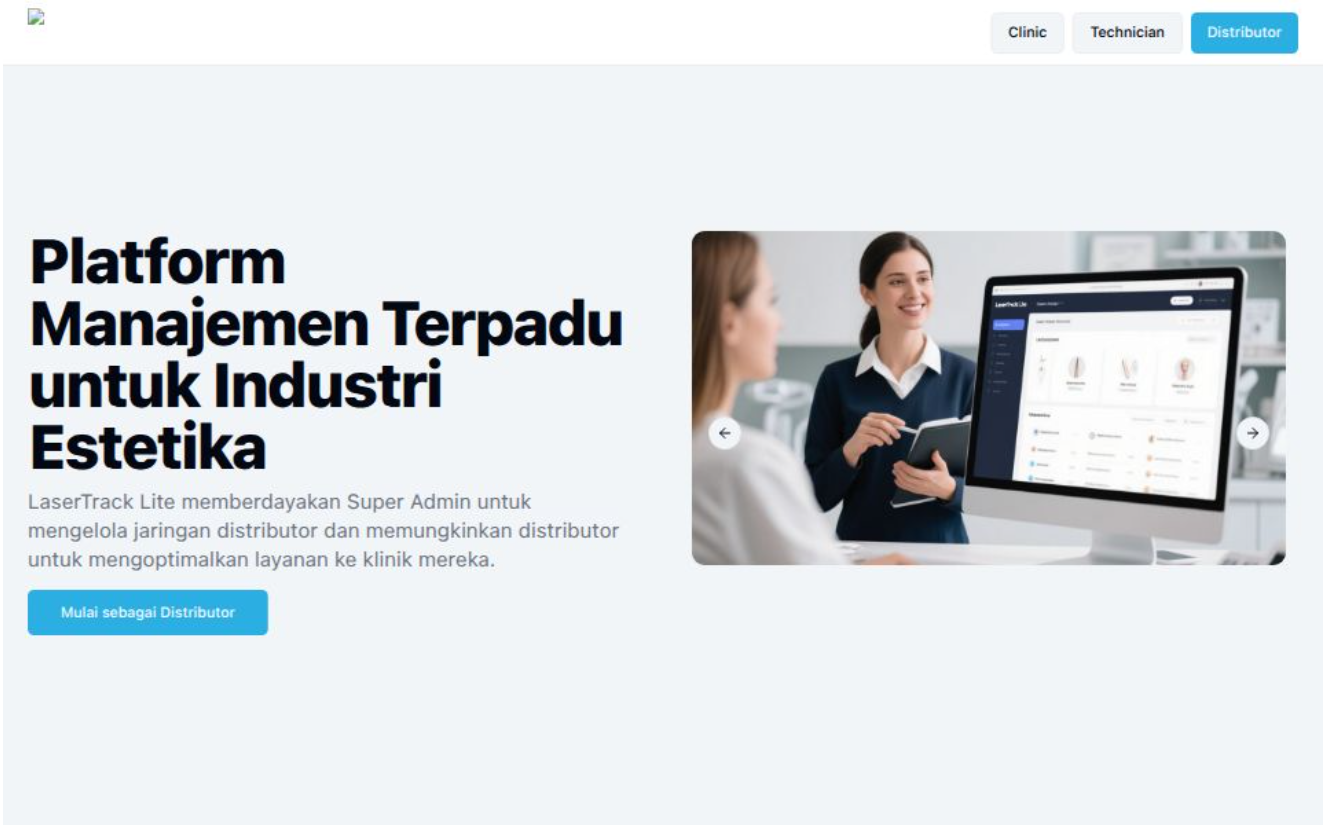 Clinic
Technician
Distributor
Platform
Manajemen Terpadu
untuk Industri
Estetika
LaserTrack Lite memberdayakan Super Admin untuk
mengelola jaringan distributor dan memungkinkan distributor
untuk mengoptimalkan layanan ke klinik mereka.
Mulai sebagai Distributor
LaserTrack Lite